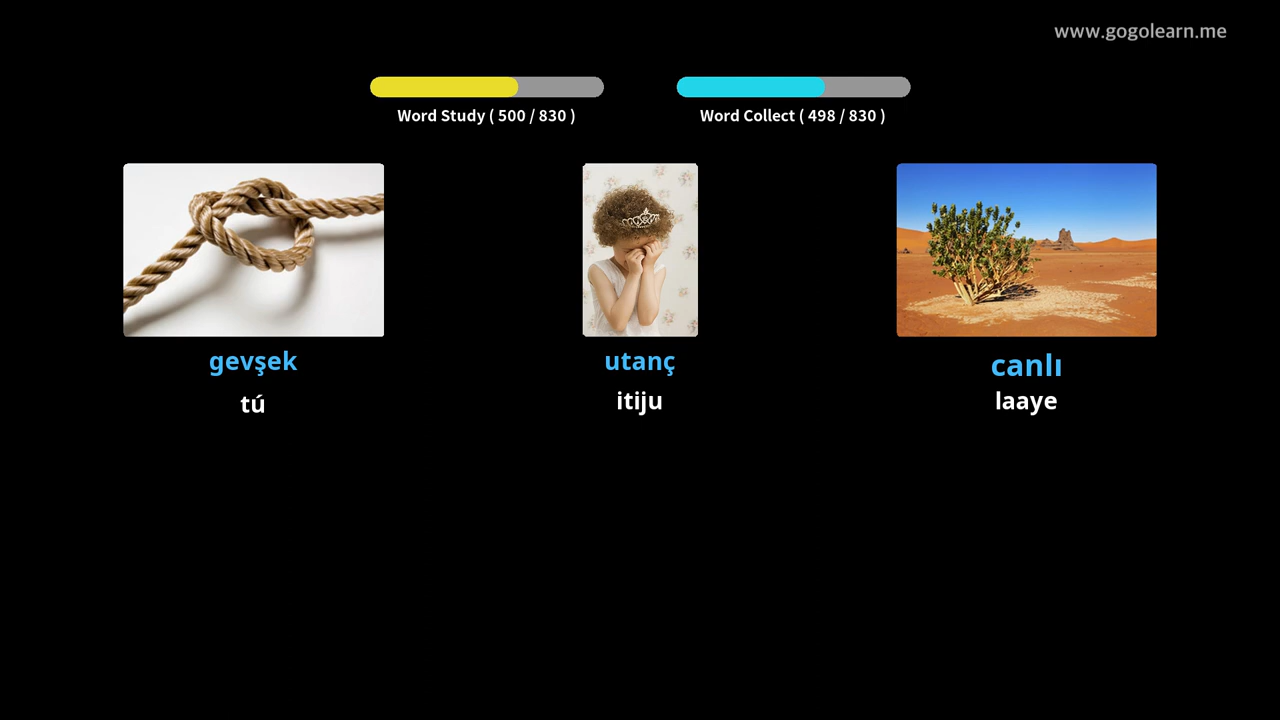 www.gogolearn.me
Word Study ( 500 / 830 )
Word Collect ( 498 / 830 )
gevşek
tú
utanç
itiju
canlı
laaye